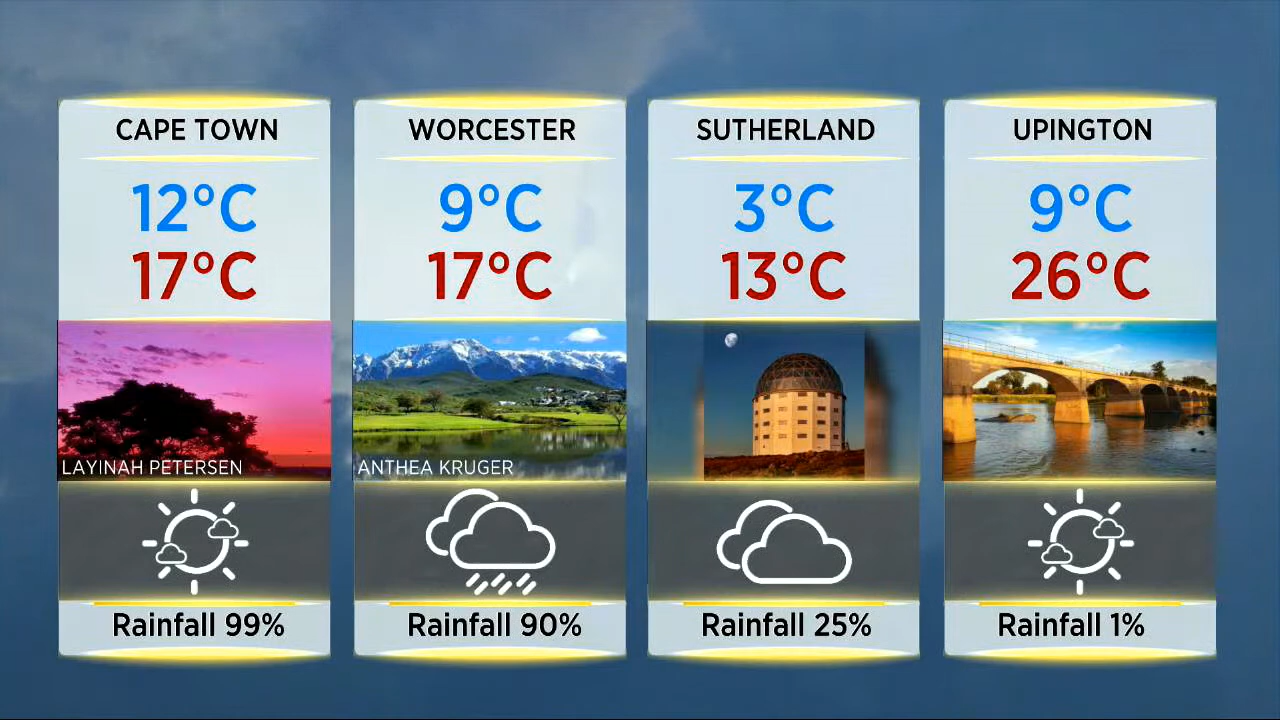 CAPE TOWN
12°C
17°C
LAYINAH PETERSEN
Rainfall 99%
WORCESTER
9°C
17°C
ANTHEA KRUGER
Rainfall 90%
SUTHERLAND
3°C
13°C
Rainfall 25%
UPINGTON
9°C
26°C
Rainfall 1%